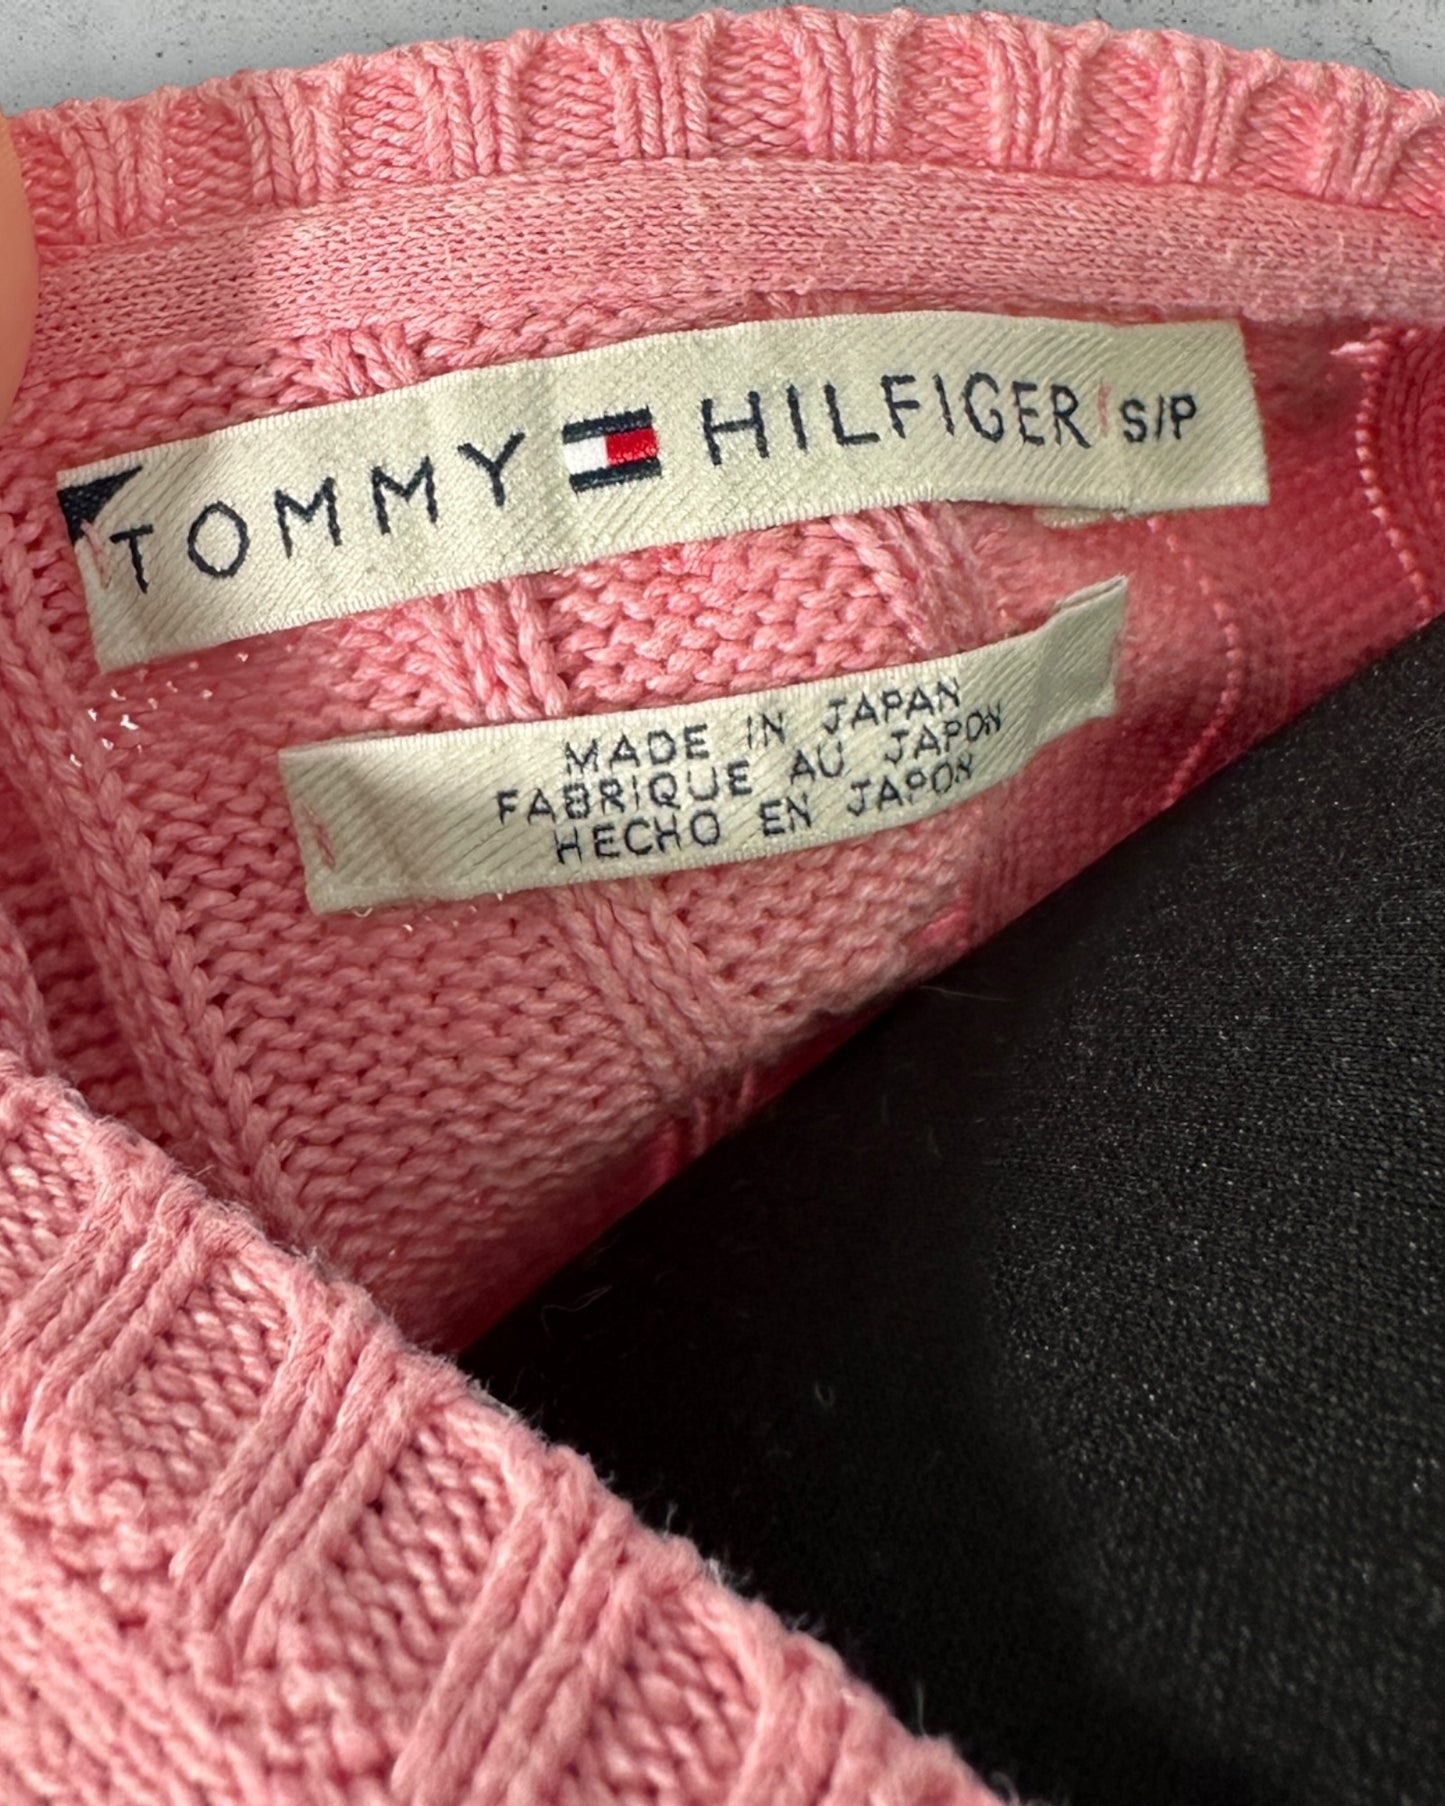 TOMMY HILFIGER S/P
MADE IN JAPAN
FABRIQUE AU JAPON
HECHO EN JAPON